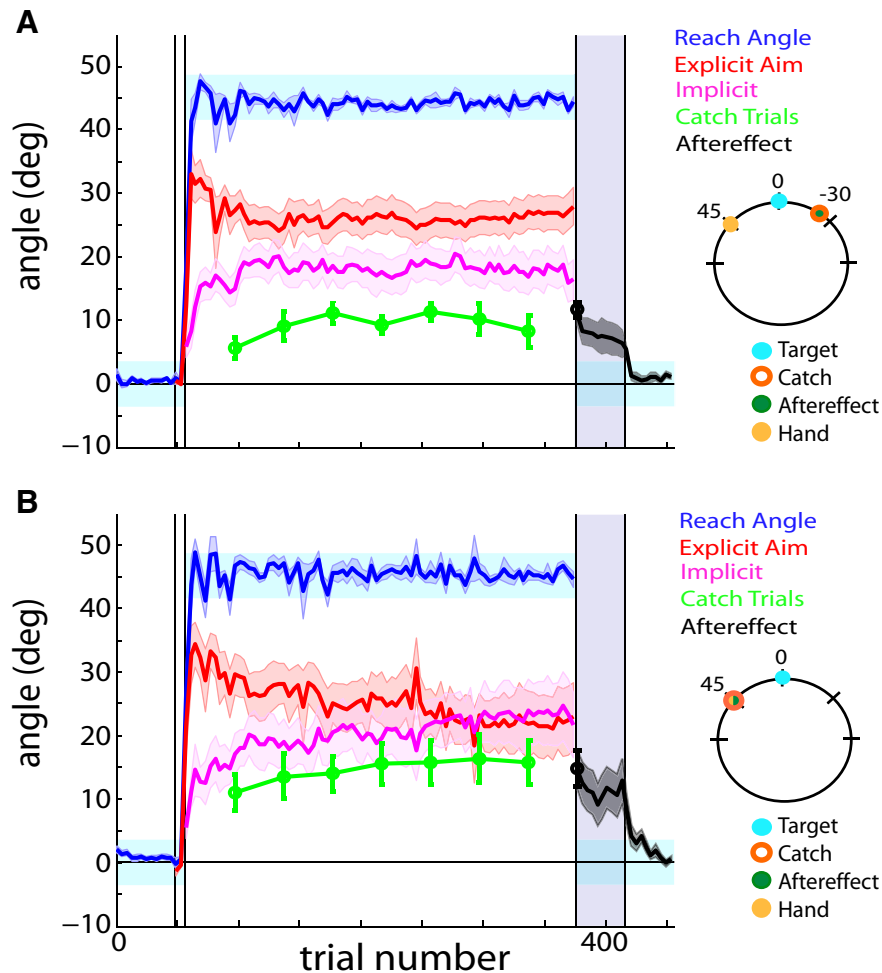 A
angle (deg)
50
40
30
20
10
0
−10
Reach Angle
Explicit Aim
Implicit
Catch Trials
Aftereffect
0
-30
45
Target
Catch
Aftereffect
Hand
B
angle (deg)
50
40
30
20
10
0
−10
0
trial number
400
Reach Angle
Explicit Aim
Implicit
Catch Trials
Aftereffect
0
45
Target
Catch
Aftereffect
Hand